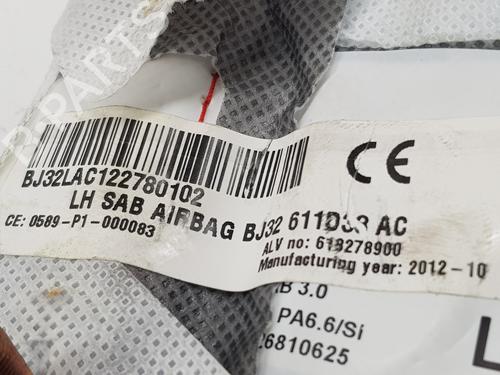 B-PARTS
BJ32LAC122780102
LH SAB AIRBAG BJ32 611D38 AC
CE: 0589-P1-000083
CE
ALV no: 619278900
Manufacturing year: 2012-10
B 3.0
PA6.6/Si
26810625
L